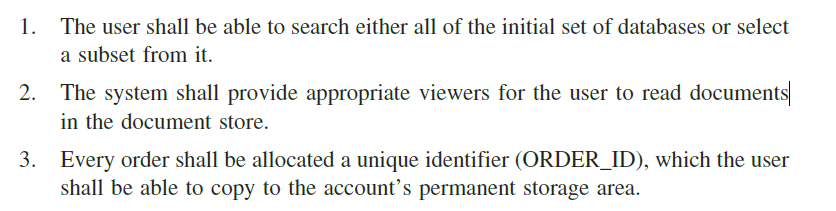 1. The user shall be able to search either all of the initial set of databases or select
a subset from it.
2. The system shall provide appropriate viewers for the user to read documents
in the document store.
3. Every order shall be allocated a unique identifier (ORDER_ID), which the user
shall be able to copy to the account’s permanent storage area.